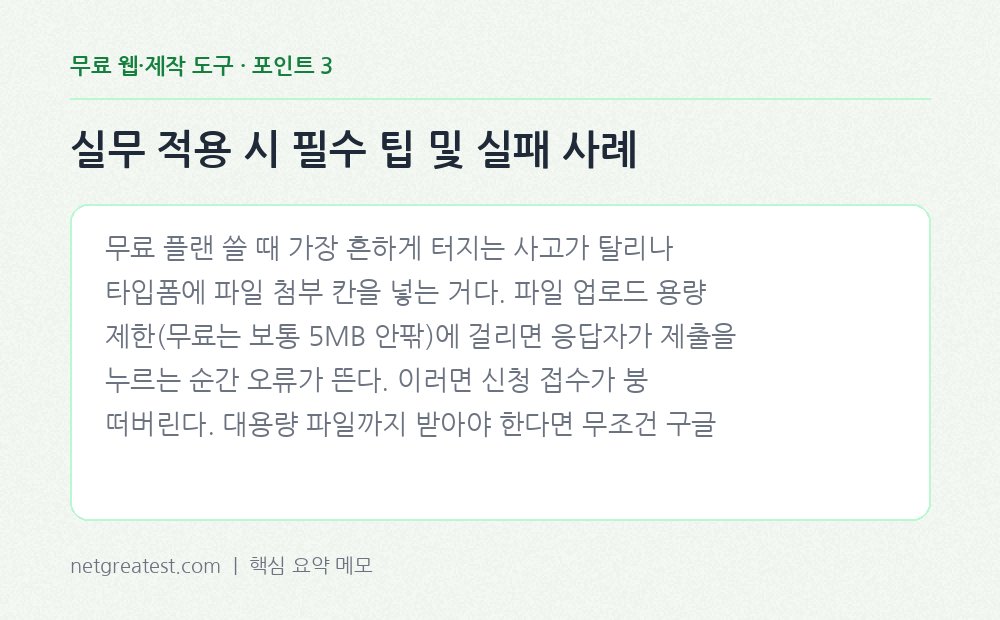 무료 웹·제작 도구 · 포인트 3
실무 적용 시 필수 팁 및 실패 사례
무료 플랜 쓸 때 가장 흔하게 터지는 사고가 탈리나
타입폼에 파일 첨부 칸을 넣는 거다. 파일 업로드 용량
제한(무료는 보통 5MB 안팎)에 걸리면 응답자가 제출을
누르는 순간 오류가 뜬다. 이러면 신청 접수가 붕
떠버린다. 대용량 파일까지 받아야 한다면 무조건 구글
netgreatest.com | 핵심 요약 메모